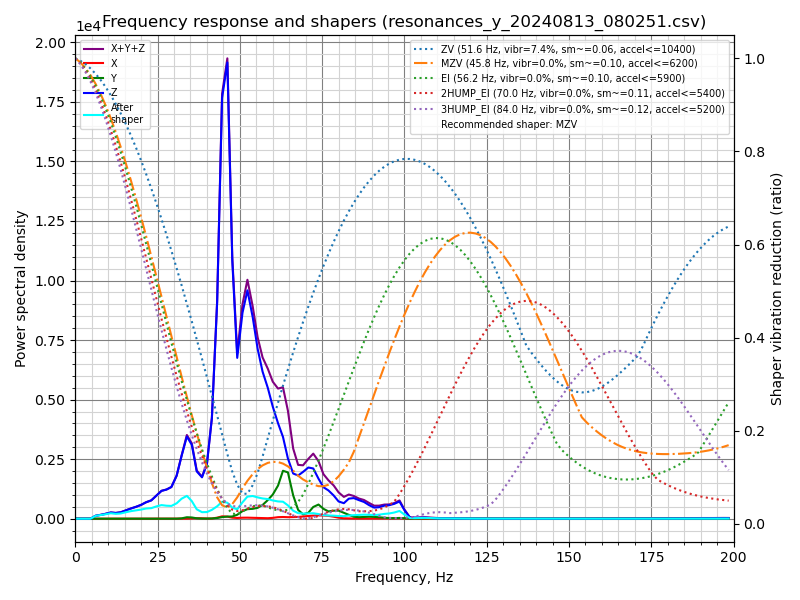 Frequency response and shapers (resonances_y_20240813_080251.csv)
1e4
X+Y+Z
X
Y
Z
After
shaper
ZV (51.6 Hz, vibr=7.4%, sm~=0.06, accel<=10400)
MZV (45.8 Hz, vibr=0.0%, sm~=0.10, accel<=6200)
EI (56.2 Hz, vibr=0.0%, sm~=0.10, accel<=5900)
2HUMP_EI (70.0 Hz, vibr=0.0%, sm~=0.11, accel<=5400)
3HUMP_EI (84.0 Hz, vibr=0.0%, sm~=0.12, accel<=5200)
Recommended shaper: MZV
Power spectral density
2.00
1.75
1.50
1.25
1.00
0.75
0.50
0.25
0.00
0
25
50
75
100
125
150
175
200
Frequency, Hz
1.0
0.8
0.6
0.4
0.2
0.0
Shaper vibration reduction (ratio)